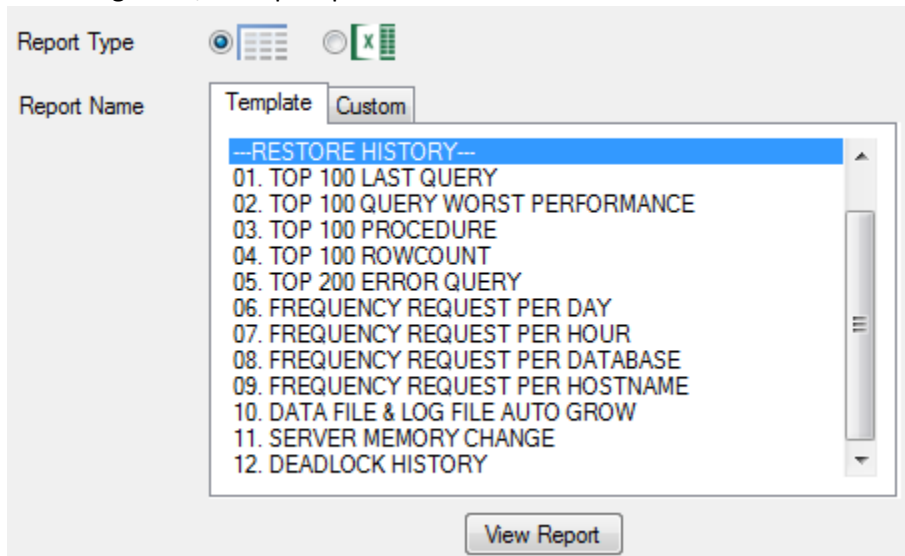 Report Type
Report Name
Template Custom
---RESTORE HISTORY---
01. TOP 100 LAST QUERY
02. TOP 100 QUERY WORST PERFORMANCE
03. TOP 100 PROCEDURE
04. TOP 100 ROWCOUNT
05. TOP 200 ERROR QUERY
06. FREQUENCY REQUEST PER DAY
07. FREQUENCY REQUEST PER HOUR
08. FREQUENCY REQUEST PER DATABASE
09. FREQUENCY REQUEST PER HOSTNAME
10. DATA FILE & LOG FILE AUTO GROW
11. SERVER MEMORY CHANGE
12. DEADLOCK HISTORY
View Report